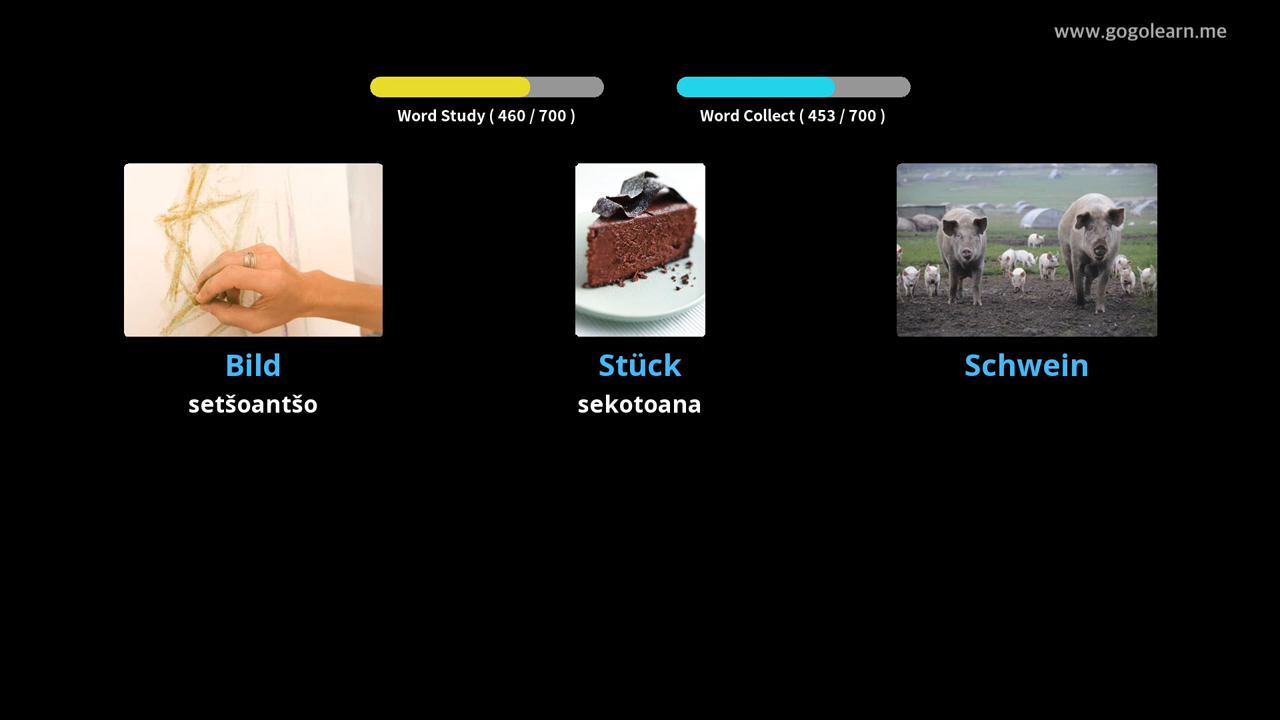 www.gogolearn.me
Word Study ( 460 / 700 )
Word Collect ( 453 / 700 )
Bild
Stück
Schwein
setšoantšo
sekotoana